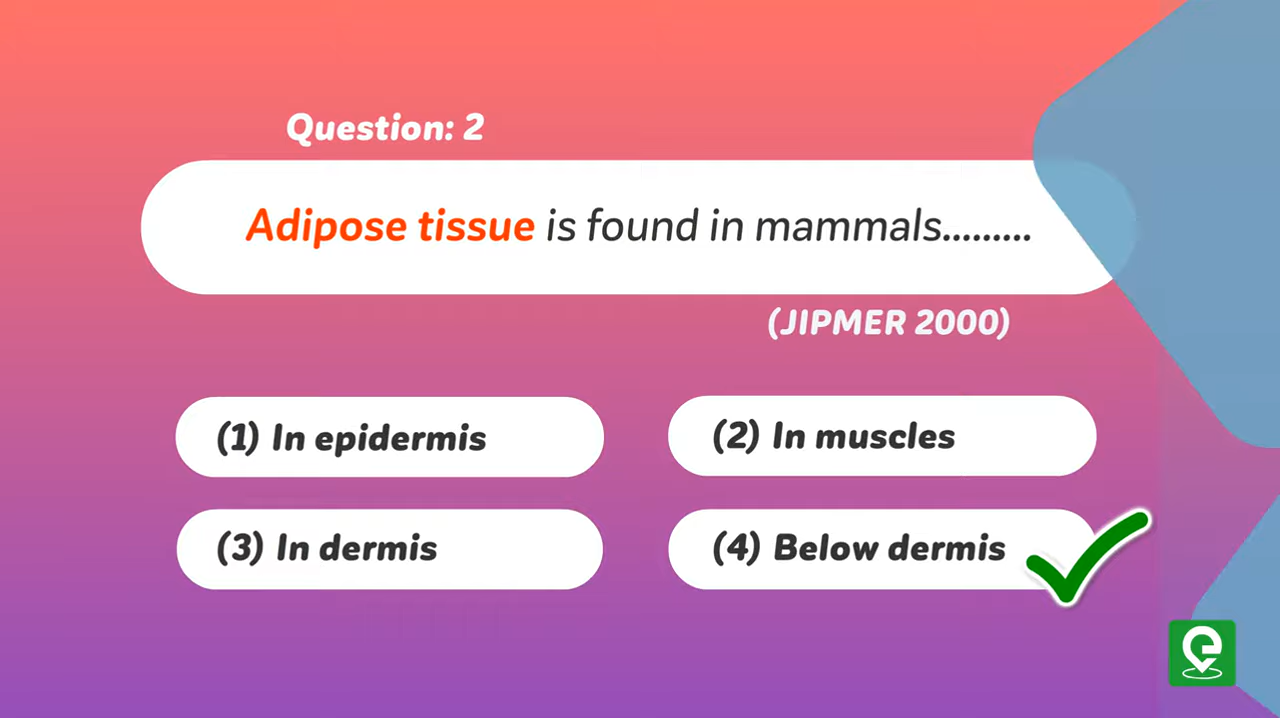 Question: 2
Adipose tissue is found in mammals.........
(JIPMER 2000)
(1) In epidermis
(2) In muscles
(3) In dermis
(4) Below dermis